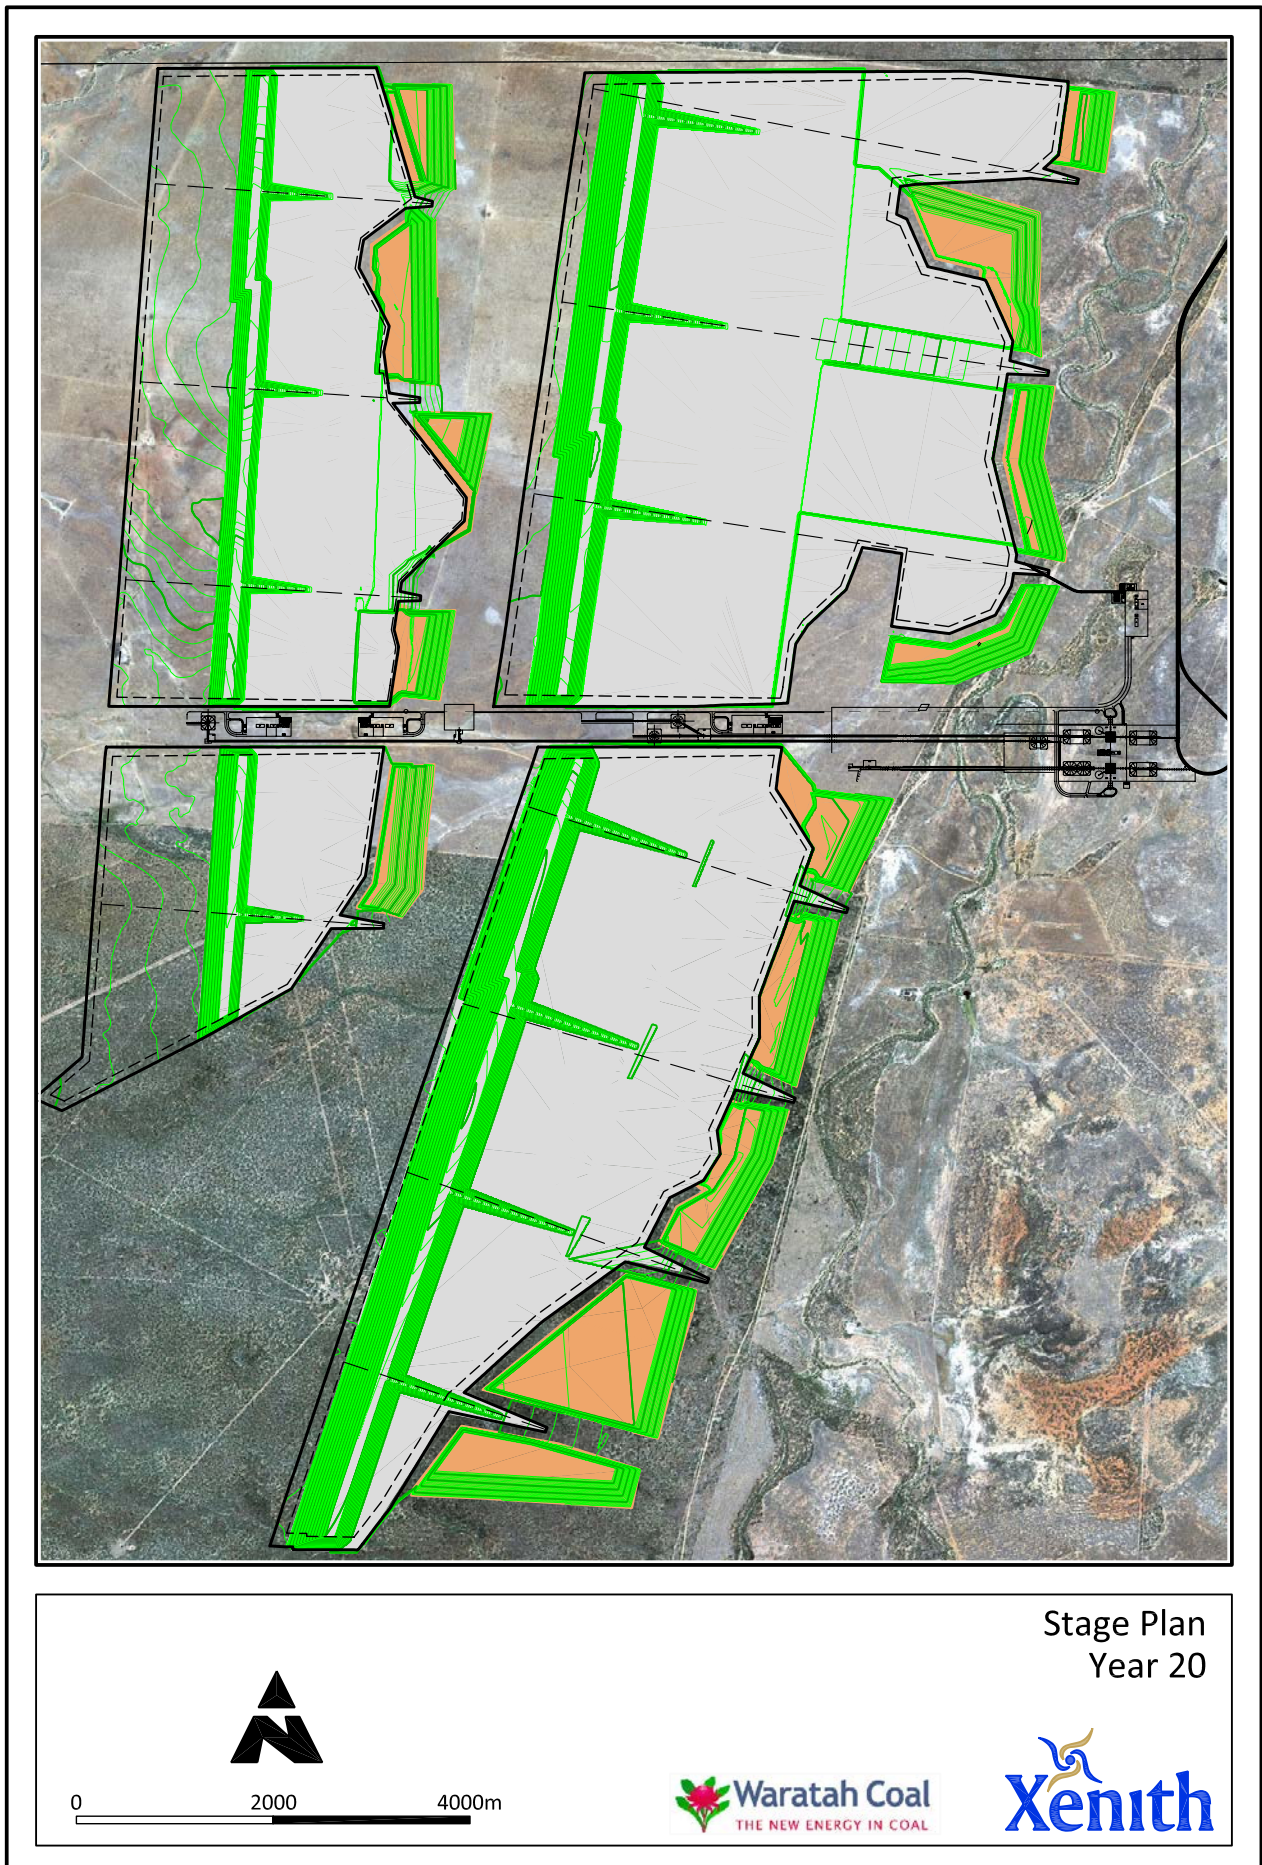 Stage Plan
Year 20
0 2000 4000m
Waratah Coal
THE NEW ENERGY IN COAL
Xenith